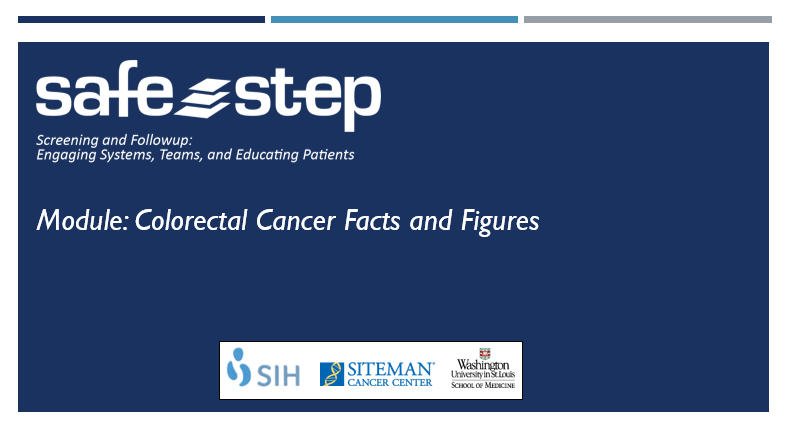 safe step
Screening and Followup:
Engaging Systems, Teams, and Educating Patients
Module: Colorectal Cancer Facts and Figures
SIH
SITEMAN®
CANCER CENTER
Washington
University in St. Louis
SCHOOL OF MEDICINE